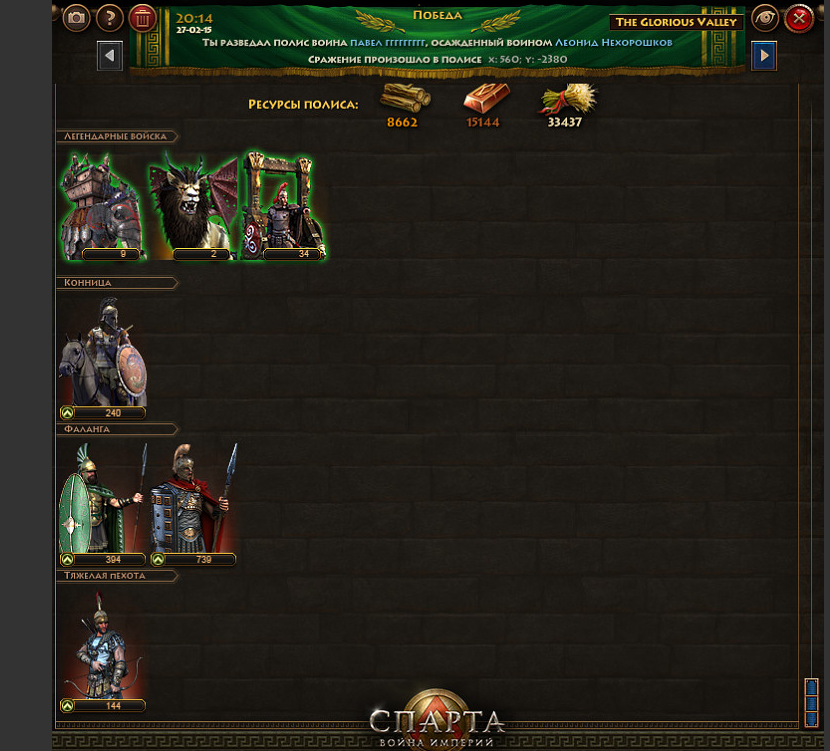 20:14
27-02-15
Победа
The Glorious Valley
Ты разведал полис воина Павел ггггггггг, осажденный воином Леонид Нехорошков
Сражение произошло в полисе x: 560; y: -2380
Ресурсы полиса:
8662 15144 33437
Легендарные войска
9 2 34
Конница
240
Фаланга
394 739
Тяжелая пехота
144
СПАРТА
ВОЙНА ИМПЕРИЙ